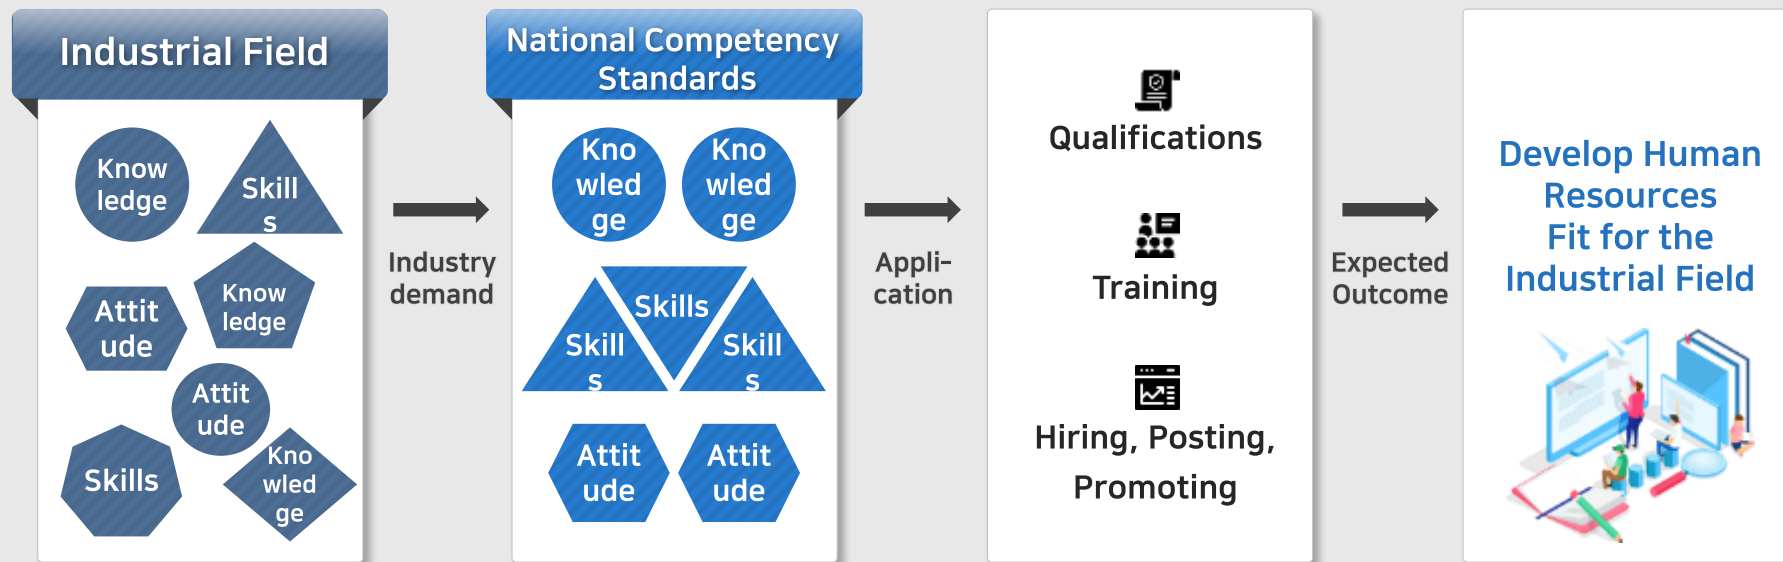 Industrial Field
Know
ledge
Skill
s
Attit
ude
Know
ledge
Attit
ude
Skills
Kno
wled
ge
Industry
demand
National Competency
Standards
Kno
wled
ge
Kno
wled
ge
Skill
s
Skills
Skill
s
Attit
ude
Attit
ude
Appli-
cation
Qualifications
Training
Hiring, Posting,
Promoting
Expected
Outcome
Develop Human
Resources
Fit for the
Industrial Field